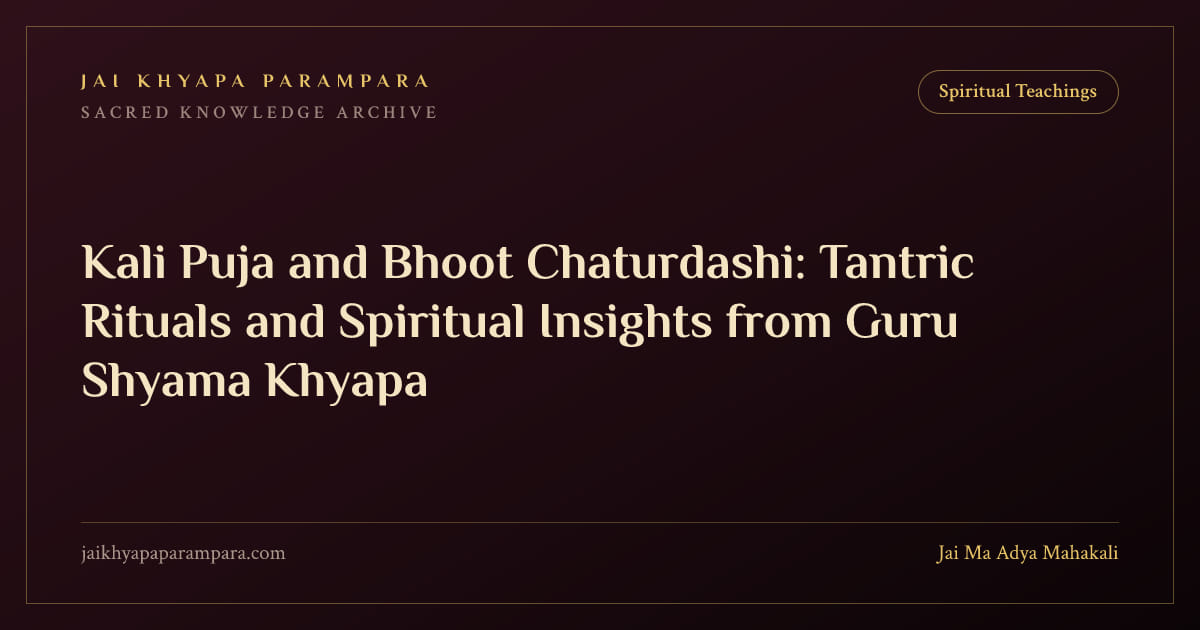 JAI KHYAPA PARAMPARA
SACRED KNOWLEDGE ARCHIVE
Spiritual Teachings
Kali Puja and Bhoot Chaturdashi: Tantric
Rituals and Spiritual Insights from Guru
Shyama Khyapa
jaikhyapaparampara.com
Jai Ma Adya Mahakali